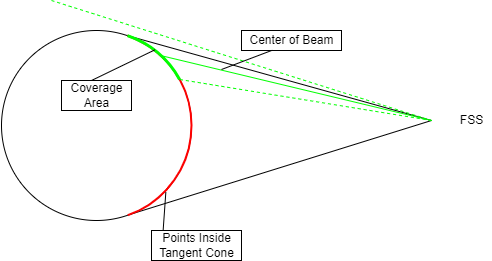 Center of Beam
Coverage
Area
FSS
Points Inside
Tangent Cone